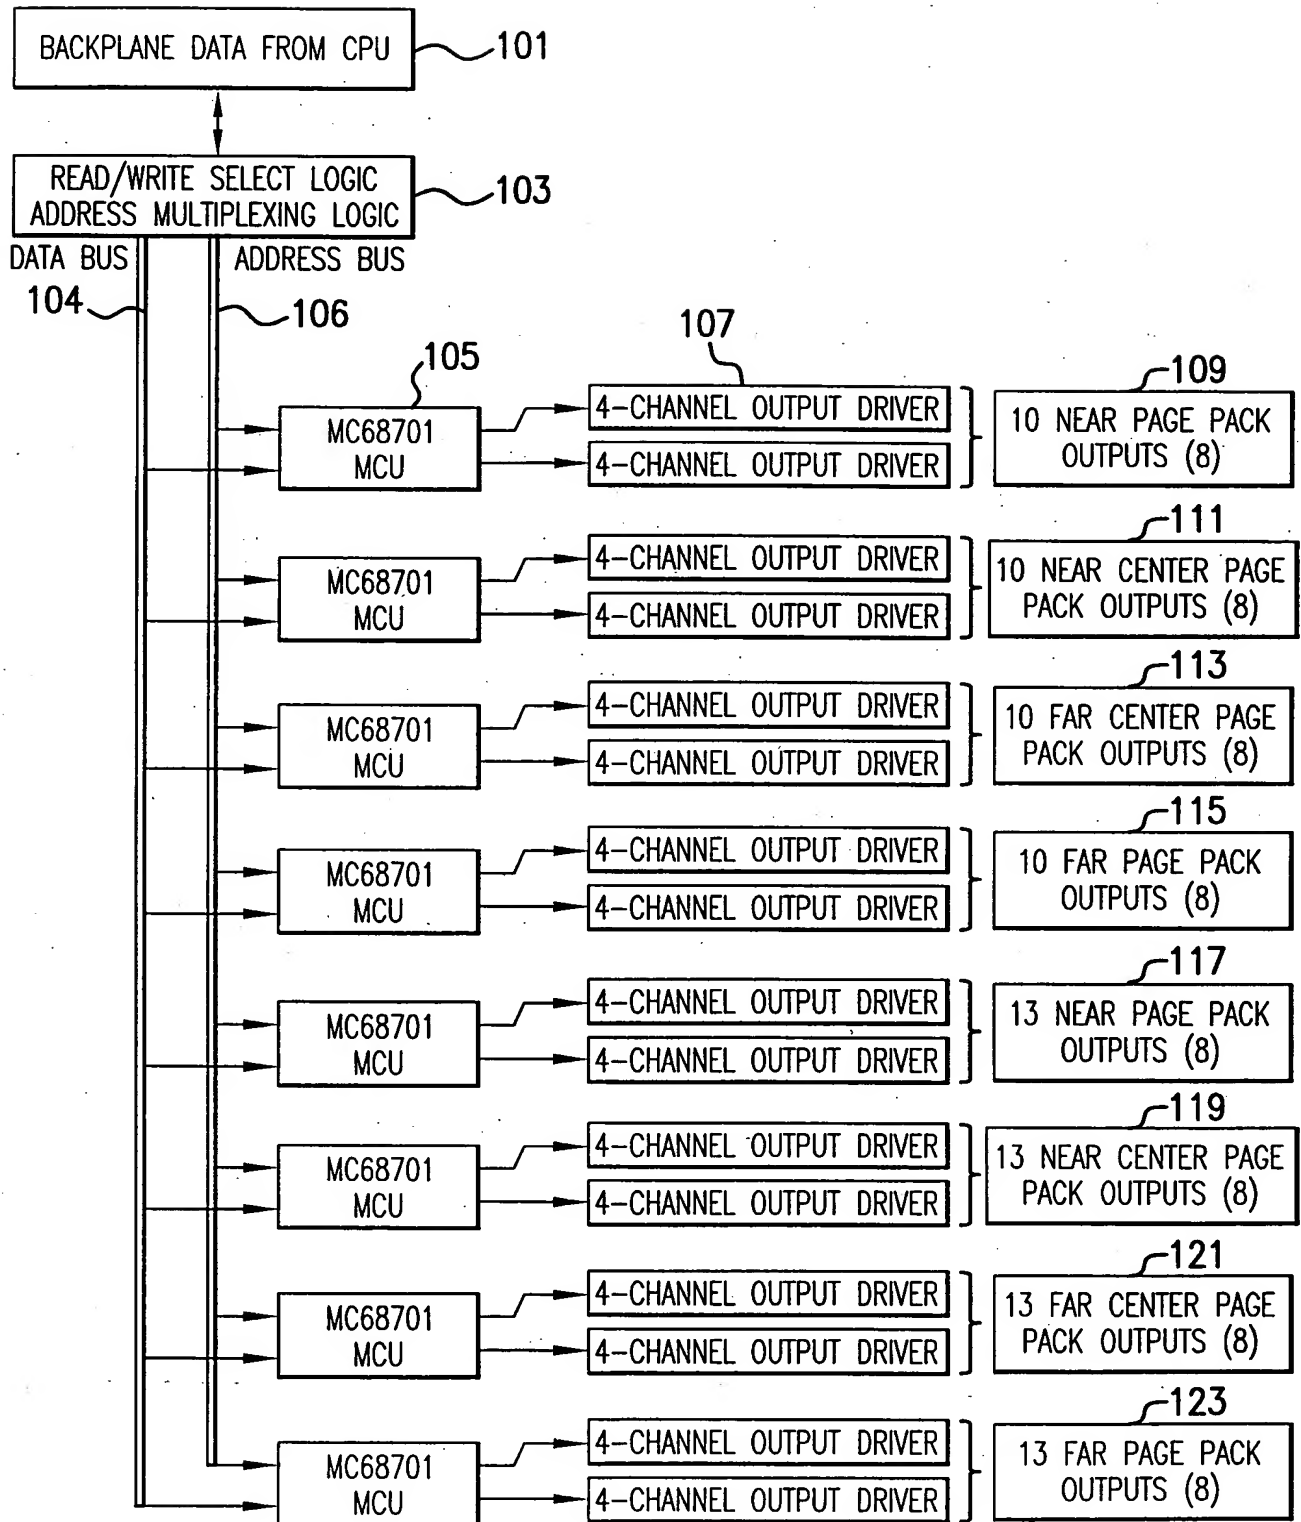 BACKPLANE DATA FROM CPU
101
READ/WRITE SELECT LOGIC
ADDRESS MULTIPLEXING LOGIC
103
DATA BUS
ADDRESS BUS
104
106
105
107
109
MC68701
MCU
4-CHANNEL OUTPUT DRIVER
4-CHANNEL OUTPUT DRIVER
10 NEAR PAGE PACK
OUTPUTS (8)
111
MC68701
MCU
4-CHANNEL OUTPUT DRIVER
4-CHANNEL OUTPUT DRIVER
10 NEAR CENTER PAGE
PACK OUTPUTS (8)
113
MC68701
MCU
4-CHANNEL OUTPUT DRIVER
4-CHANNEL OUTPUT DRIVER
10 FAR CENTER PAGE
PACK OUTPUTS (8)
115
MC68701
MCU
4-CHANNEL OUTPUT DRIVER
4-CHANNEL OUTPUT DRIVER
10 FAR PAGE PACK
OUTPUTS (8)
117
MC68701
MCU
4-CHANNEL OUTPUT DRIVER
4-CHANNEL OUTPUT DRIVER
13 NEAR PAGE PACK
OUTPUTS (8)
119
MC68701
MCU
4-CHANNEL OUTPUT DRIVER
4-CHANNEL OUTPUT DRIVER
13 NEAR CENTER PAGE
PACK OUTPUTS (8)
121
MC68701
MCU
4-CHANNEL OUTPUT DRIVER
4-CHANNEL OUTPUT DRIVER
13 FAR CENTER PAGE
PACK OUTPUTS (8)
123
MC68701
MCU
4-CHANNEL OUTPUT DRIVER
4-CHANNEL OUTPUT DRIVER
13 FAR PAGE PACK
OUTPUTS (8)